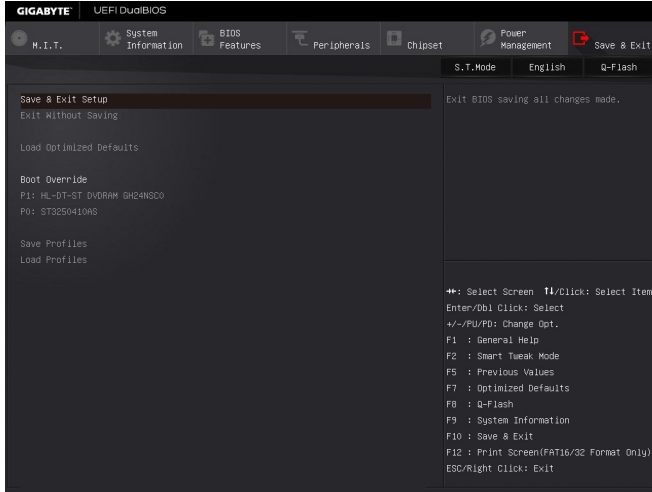 GIGABYTE™ UEFI DualBIOS
M.I.T.
System Information
BIOS Features
Peripherals
Chipset
Power Management
Save & Exit
S.T.Mode English Q-Flash
Save & Exit Setup
Exit Without Saving
Load Optimized Defaults
Boot Override
P1: HL-DT-ST DVDRAM GH24NSC0
P0: ST3250410AS
Save Profiles
Load Profiles
Exit BIOS saving all changes made.
→←: Select Screen ↑↓/Click: Select Item
Enter/Dbl Click: Select
+/-/PU/PD: Change Opt.
F1 : General Help
F2 : Smart Tweak Mode
F5 : Previous Values
F7 : Optimized Defaults
F8 : Q-Flash
F9 : System Information
F10 : Save & Exit
F12 : Print Screen(FAT16/32 Format Only)
ESC/Right Click: Exit